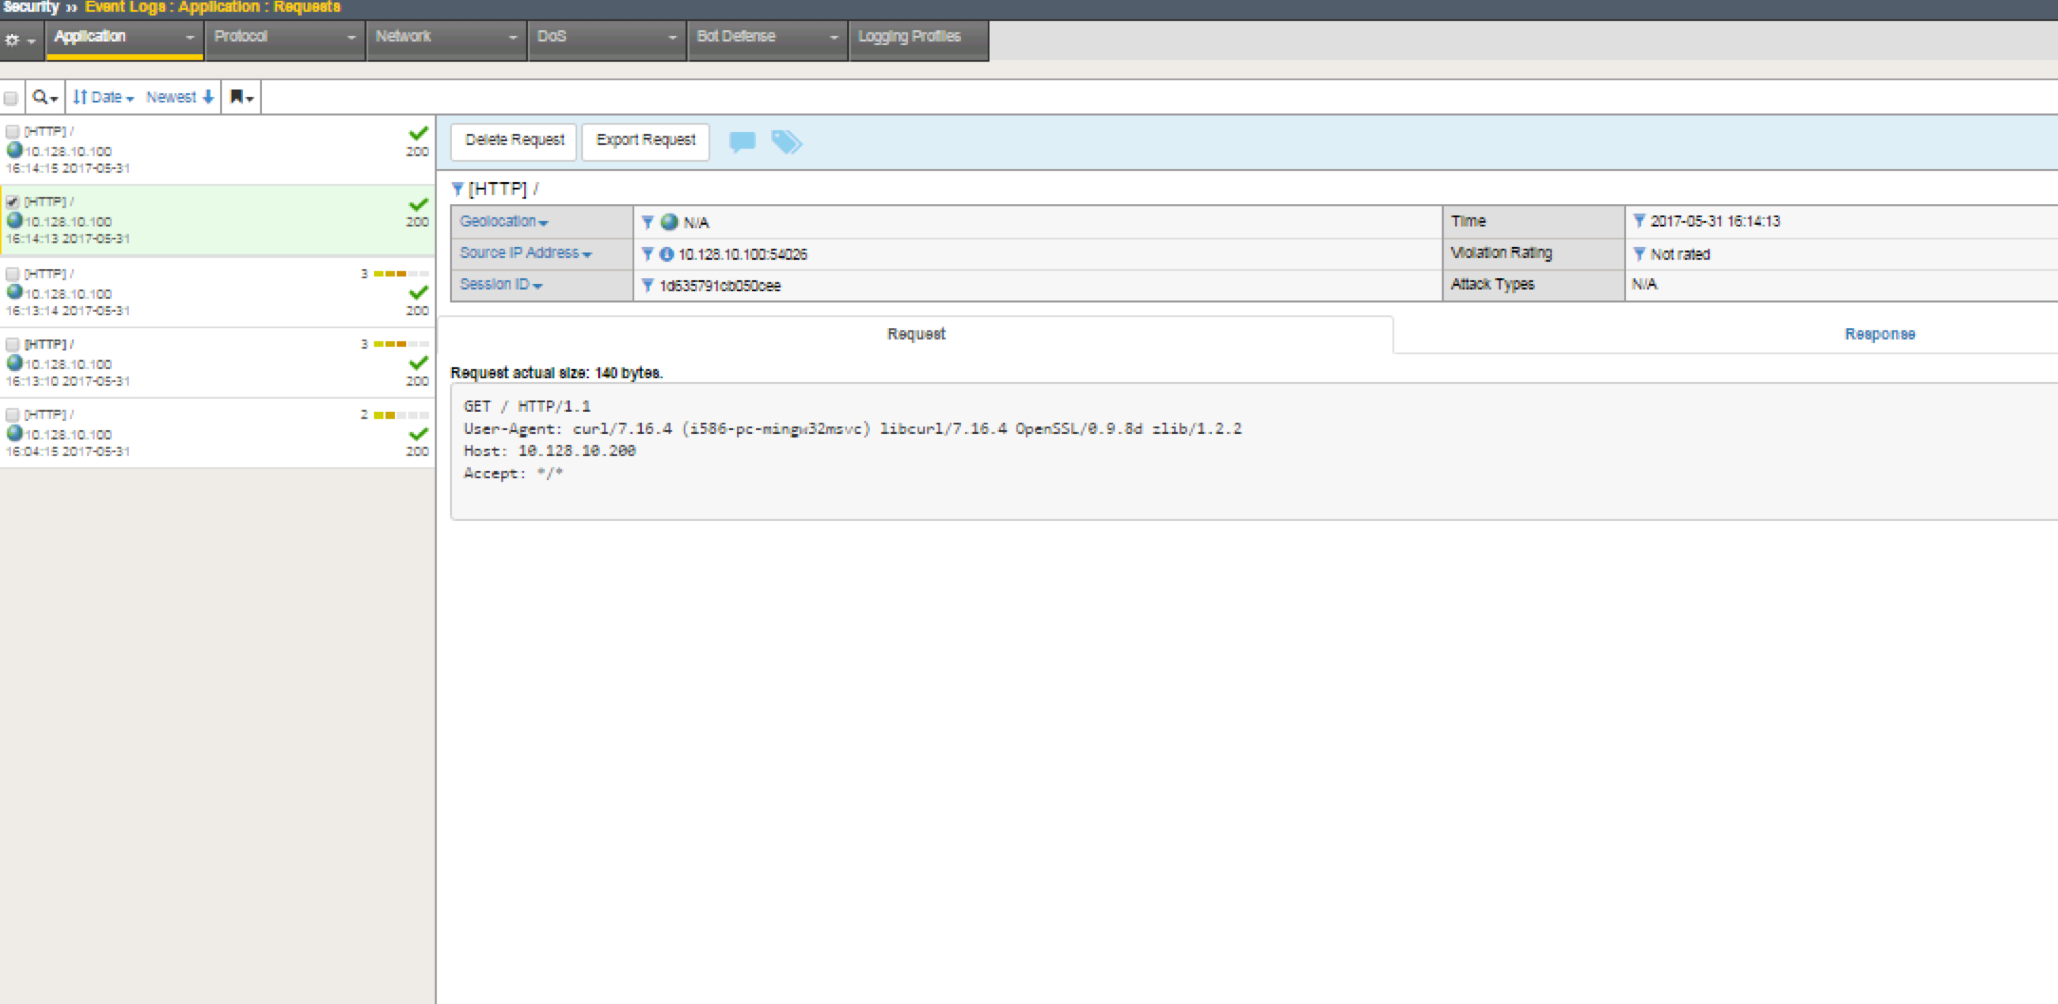 Security ›› Event Logs : Application : Requests
Application Protocol Network DoS Bot Defense Logging Profiles
Date Newest
[HTTP] /
10.128.10.100 200
16:14:15 2017-05-31
[HTTP] /
10.128.10.100 200
16:14:13 2017-05-31
[HTTP] / 3
10.128.10.100
16:13:14 2017-05-31 200
[HTTP] / 3
10.128.10.100
16:13:10 2017-05-31 200
[HTTP] / 2
10.128.10.100
16:04:15 2017-05-31 200
Delete Request Export Request
[HTTP] /
Geolocation N/A Time 2017-05-31 16:14:13
Source IP Address 10.128.10.100:54026 Violation Rating Not rated
Session ID 1d635791cb050cee Attack Types N/A
Request Response
Request actual size: 140 bytes.
GET / HTTP/1.1
User-Agent: curl/7.16.4 (i586-pc-mingw32msvc) libcurl/7.16.4 OpenSSL/0.9.8d zlib/1.2.2
Host: 10.128.10.200
Accept: */*